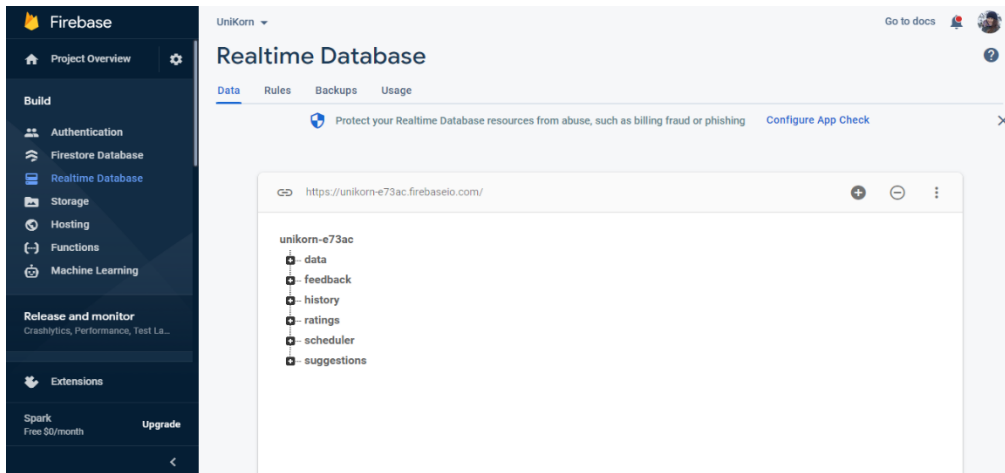 Firebase
Project Overview
Build
Authentication
Firestore Database
Realtime Database
Storage
Hosting
Functions
Machine Learning
Release and monitor
Crashlytics, Performance, Test La...
Extensions
Spark
Free $0/month
Upgrade
UniKorn
Go to docs
Realtime Database
Data Rules Backups Usage
Protect your Realtime Database resources from abuse, such as billing fraud or phishing Configure App Check
https://unikorn-e73ac.firebaseio.com/
unikorn-e73ac
data
feedback
history
ratings
scheduler
suggestions